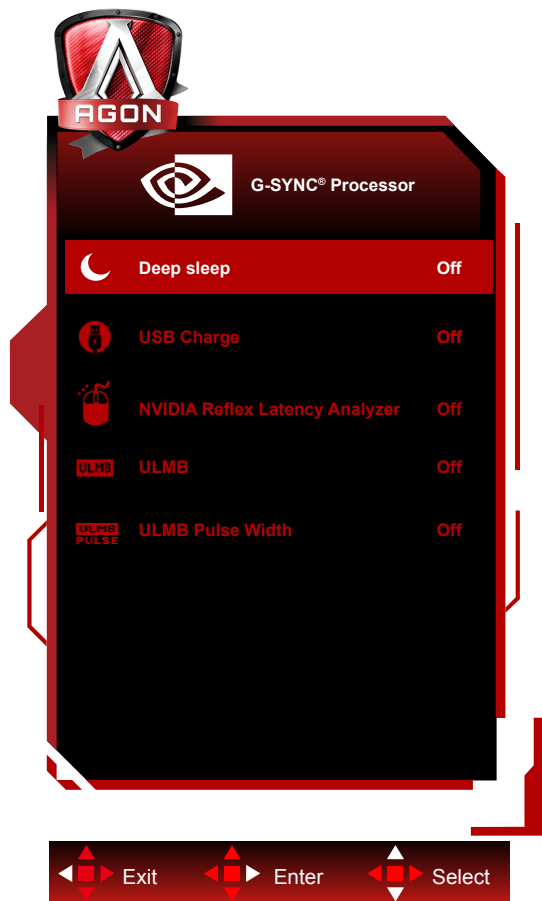 AGON
G-SYNC® Processor
Deep sleep Off
USB Charge Off
NVIDIA Reflex Latency Analyzer Off
ULMB ULMB Off
ULMB PULSE ULMB Pulse Width Off
Exit Enter Select